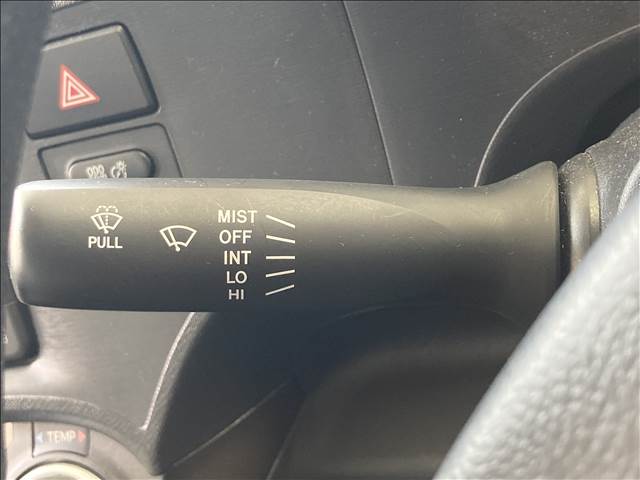 PULL
MIST
OFF
INT
LO
HI
TEMP